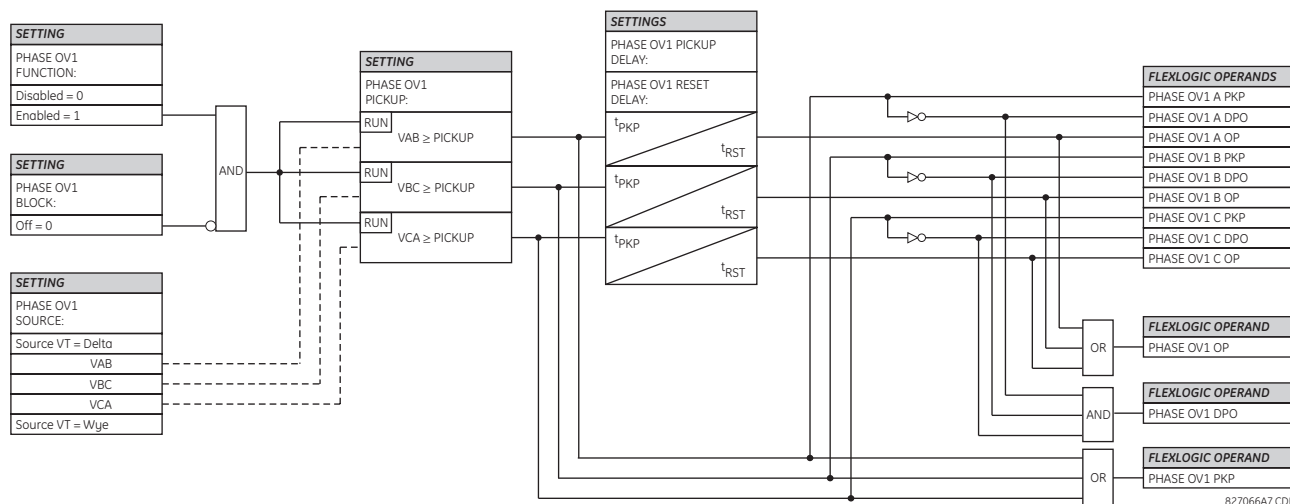 SETTING
PHASE OV1
FUNCTION:
Disabled = 0
Enabled = 1
SETTING
PHASE OV1
BLOCK:
Off = 0
SETTING
PHASE OV1
SOURCE:
Source VT = Delta
VAB
VBC
VCA
Source VT = Wye
AND
SETTING
PHASE OV1
PICKUP:
RUN
VAB ≥ PICKUP
RUN
VBC ≥ PICKUP
RUN
VCA ≥ PICKUP
SETTINGS
PHASE OV1 PICKUP
DELAY:
PHASE OV1 RESET
DELAY:
tPKP
tRST
tPKP
tRST
tPKP
tRST
FLEXLOGIC OPERANDS
PHASE OV1 A PKP
PHASE OV1 A DPO
PHASE OV1 A OP
PHASE OV1 B PKP
PHASE OV1 B DPO
PHASE OV1 B OP
PHASE OV1 C PKP
PHASE OV1 C DPO
PHASE OV1 C OP
OR
FLEXLOGIC OPERAND
PHASE OV1 OP
AND
FLEXLOGIC OPERAND
PHASE OV1 DPO
OR
FLEXLOGIC OPERAND
PHASE OV1 PKP